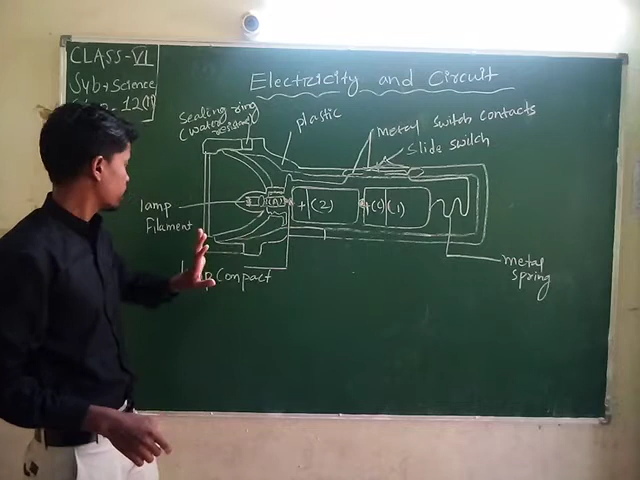 CLASS-VI
Sub + Science
Electricity and Circuit
Sealing ring
(Water
resistant)
plastic
Metal switch contacts
Slide switch
lamp
Filament
+ (2)
(1)
Compact
metal
spring